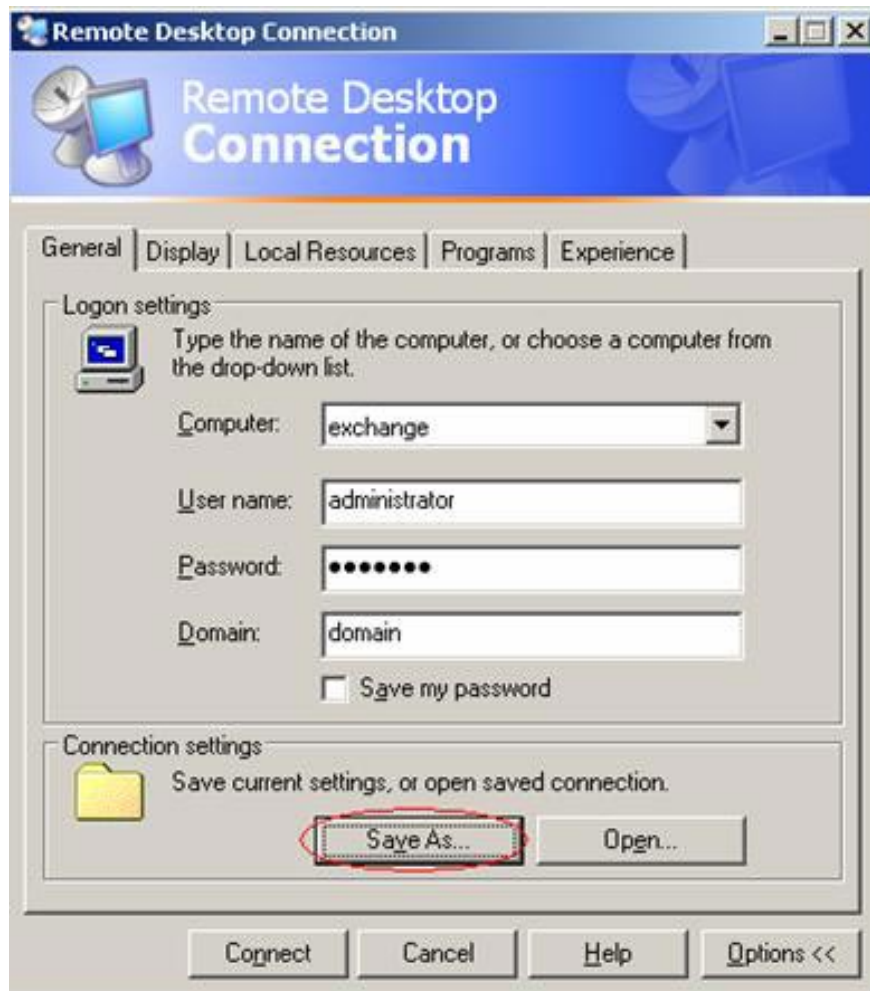 Remote Desktop Connection
Remote Desktop
Connection
General Display Local Resources Programs Experience
Logon settings
Type the name of the computer, or choose a computer from
the drop-down list.
Computer: exchange
User name: administrator
Password: ●●●●●●●
Domain: domain
Save my password
Connection settings
Save current settings, or open saved connection.
Save As... Open...
Connect Cancel Help Options <<